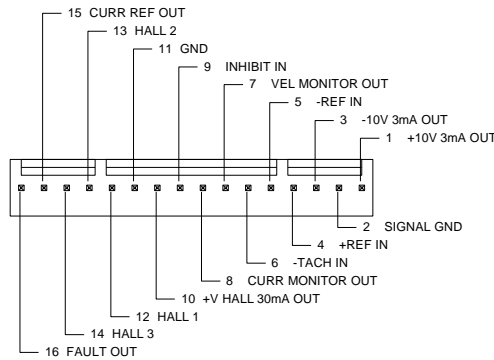 15 CURR REF OUT
13 HALL 2
11 GND
9 INHIBIT IN
7 VEL MONITOR OUT
5 -REF IN
3 -10V 3mA OUT
1 +10V 3mA OUT
2 SIGNAL GND
4 +REF IN
6 -TACH IN
8 CURR MONITOR OUT
10 +V HALL 30mA OUT
12 HALL 1
14 HALL 3
16 FAULT OUT